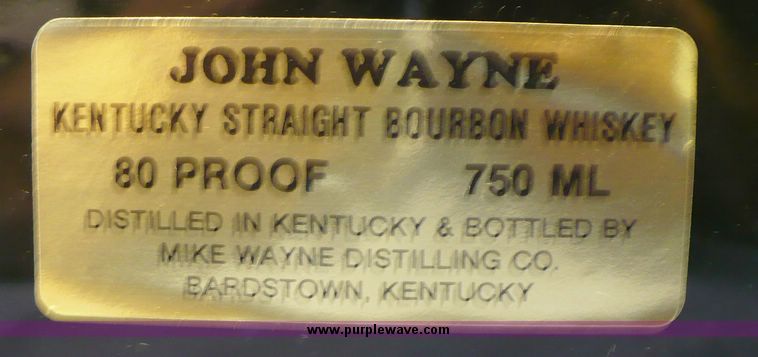 JOHN WAYNE
KENTUCKY STRAIGHT BOURBON WHISKEY
80 PROOF 750 ML
DISTILLED IN KENTUCKY & BOTTLED BY
MIKE WAYNE DISTILLING CO.
BARDSTOWN, KENTUCKY
www.purplewave.com